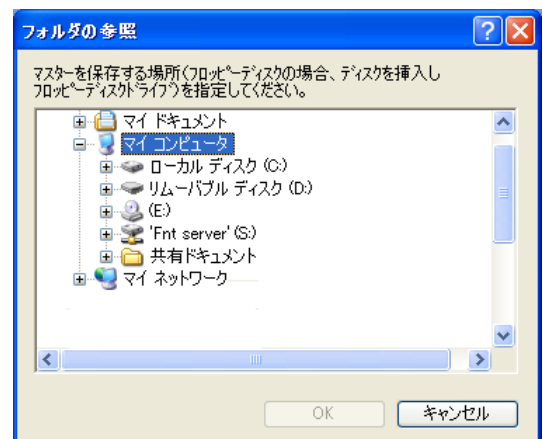 フォルダの参照
マスターを保存する場所(フロッピーディスクの場合、ディスクを挿入し
フロッピーディスクドライブ)を指定してください。
マイ ドキュメント
マイ コンピュータ
ローカル ディスク (C:)
リムーバブル ディスク (D:)
(E:)
'Fnt server' (S:)
共有ドキュメント
マイ ネットワーク
OK
キャンセル